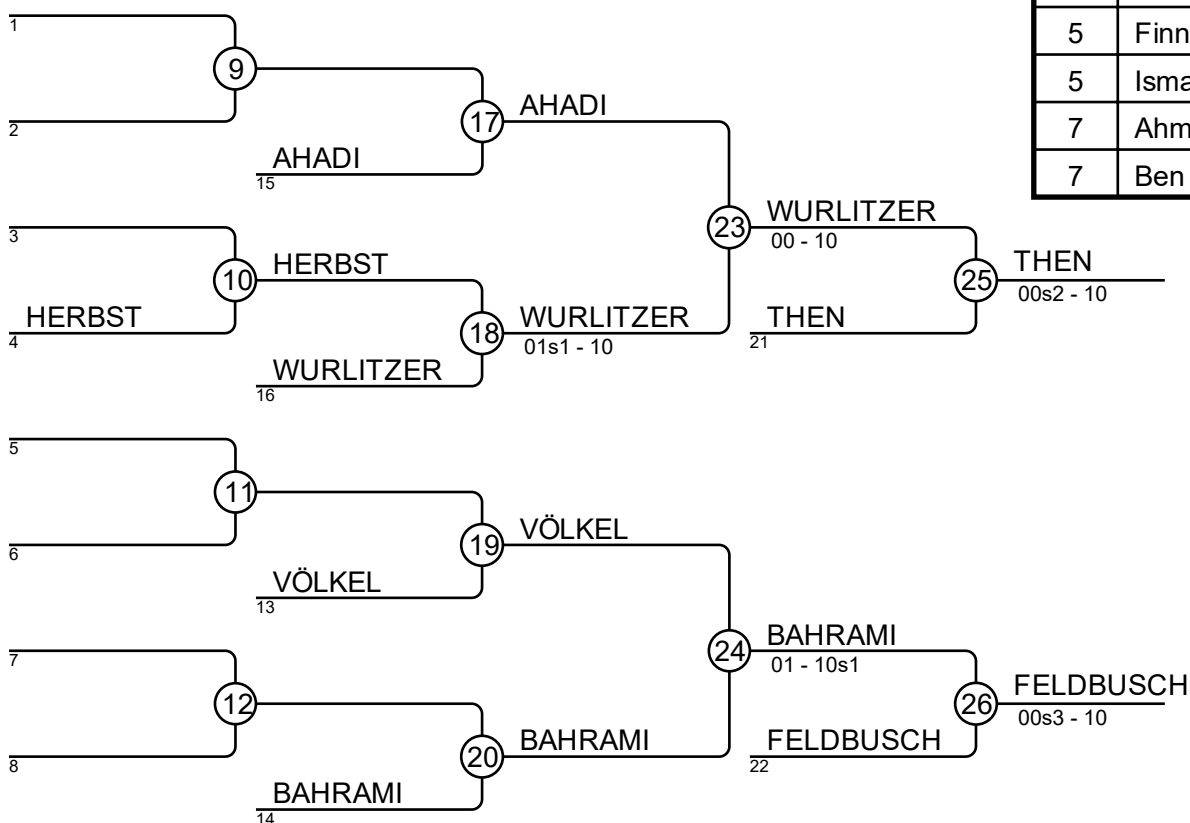 1
5 Finn
9
5 Isma
17 AHADI
2
7 Ahm
AHADI
15
7 Ben
3
23 WURLITZER
00 - 10
10 HERBST
25 THEN
00s2 - 10
HERBST
4
18 WURLITZER
01s1 - 10
THEN
21
WURLITZER
16
5
11
19 VÖLKEL
6
VÖLKEL
13
7
24 BAHRAMI
01 - 10s1
12
26 FELDBUSCH
00s3 - 10
8
20 BAHRAMI
FELDBUSCH
22
BAHRAMI
14